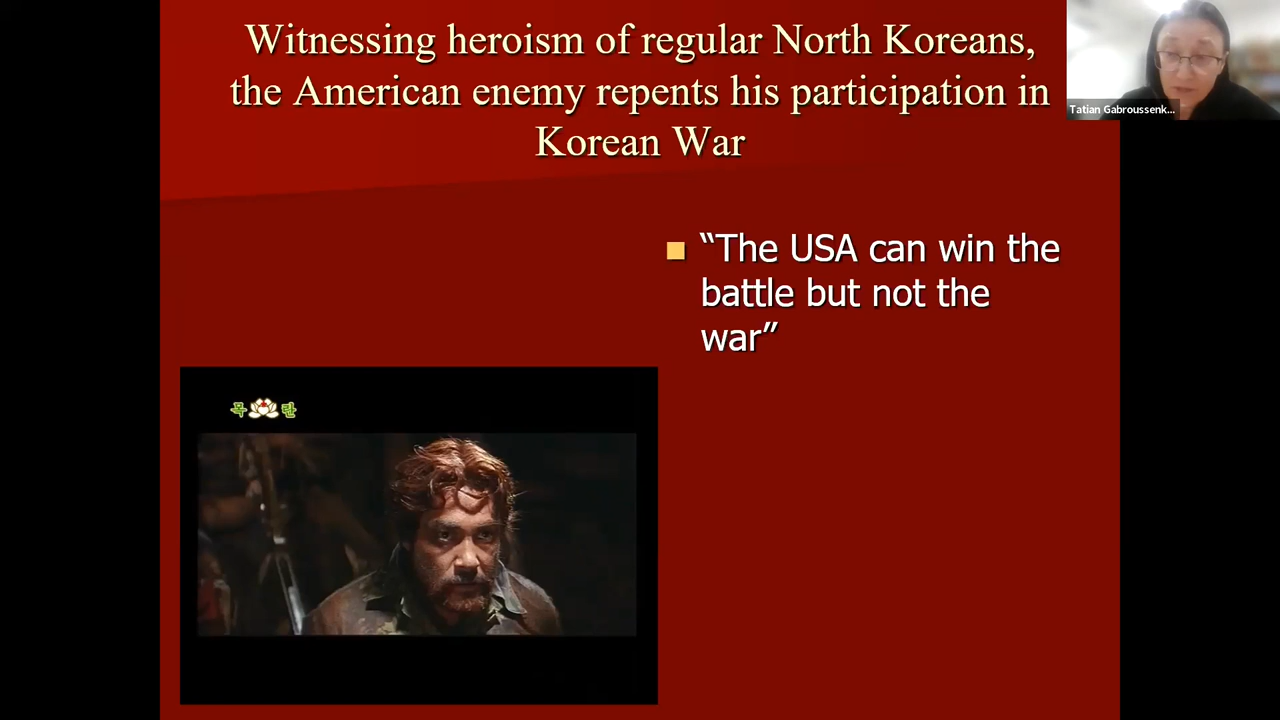 Witnessing heroism of regular North Koreans,
the American enemy repents his participation in
Korean War
Tatian Gabroussenk...
“The USA can win the
battle but not the
war”
목란